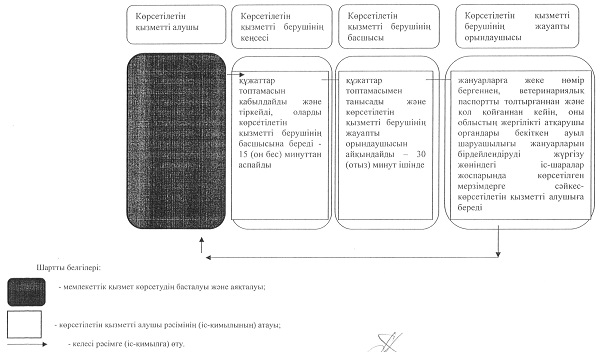 Көрсетілетін
қызметті алушы
Көрсетілетін
қызметті берушінің
кеңсесі
Көрсетілетін
қызметті берушінің
басшысы
Көрсетілетін қызметті
берушінің жауапты
орындаушысы
құжаттар
топтамасын
қабылдайды және
тіркейді, оларды
көрсетілетін
қызметті берушінің
басшысына береді -
15 (он бес) минуттан
аспайды
құжаттар
топтамасымен
танысады және
көрсетілетін
қызметті берушінің
жауапты
орындаушысын
айқындайды – 30
(отыз) минут ішінде
жануарларға жеке нөмір
бергеннен, ветеринариялық
паспортты толтырғаннан және
қол қойғаннан кейін, оны
облыстың жергілікті атқарушы
органдары бекіткен ауыл
шаруашылығы жануарларын
бірдейлендіруді жүргізу
жөніндегі іс-шаралар
жоспарында көрсетілген
мерзімдерге сәйкес-
көрсетілетін қызметті алушыға
береді
Шартты белгілері:
- мемлекеттік қызмет көрсетудің басталуы және аяқталуы;
- көрсетілетін қызметті алушы рәсімінің (іс-қимылының) атауы;
- келесі рәсімге (іс-қимылға) өту.